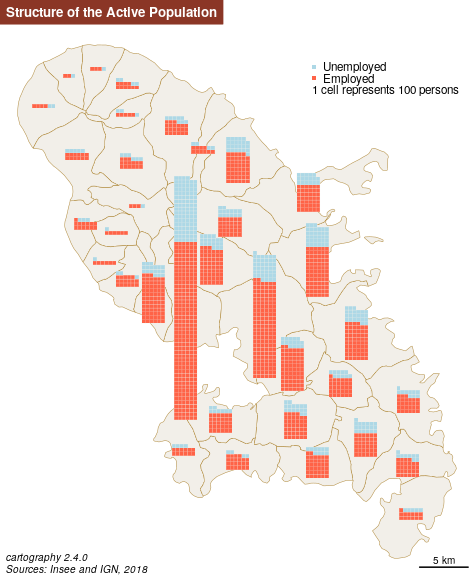 Structure of the Active Population
Unemployed
Employed
1 cell represents 100 persons
cartography 2.4.0
Sources: Insee and IGN, 2018
5 km